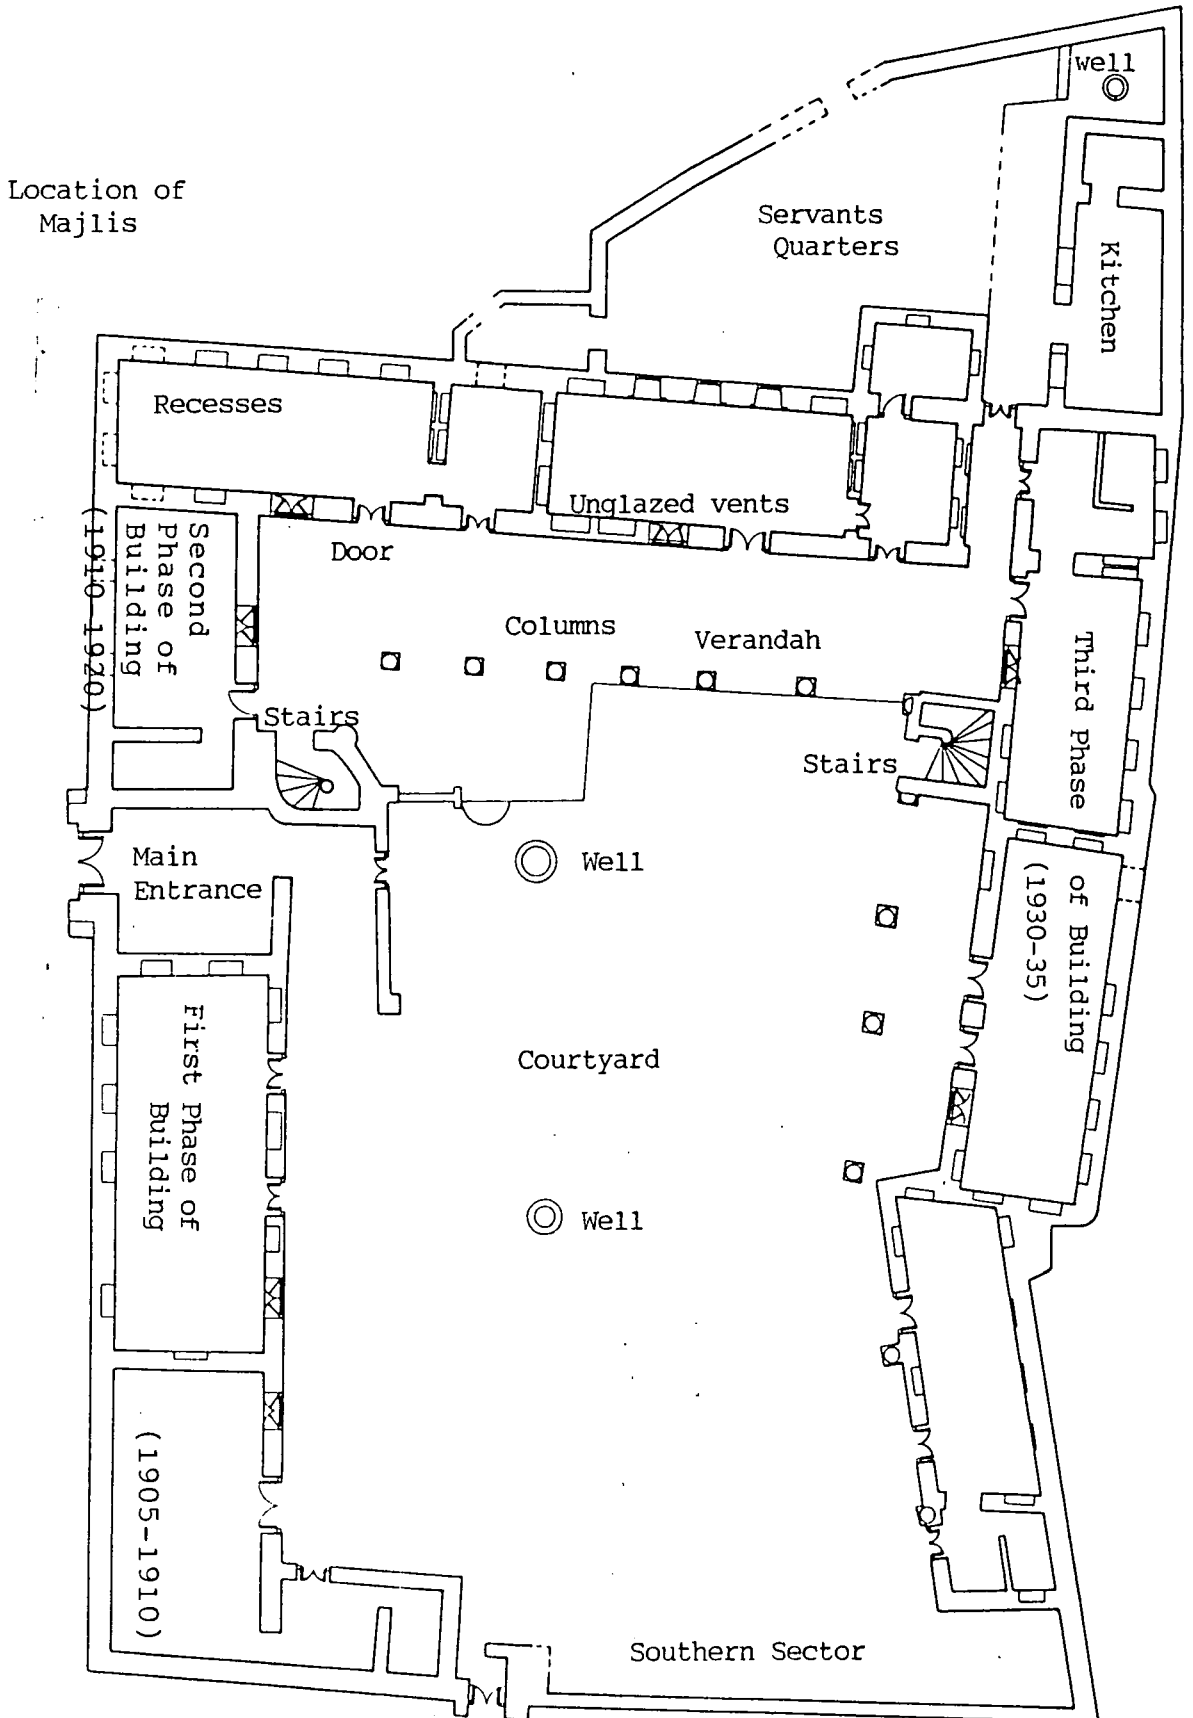 well
Location of
Majlis
Servants
Quarters
Kitchen
Recesses
Unglazed vents
Door
Second
Phase of
Building
(1910-1920)
Columns
Verandah
Third Phase
of Building
(1930-35)
Stairs
Stairs
Main
Entrance
Well
First Phase of
Building
(1905-1910)
Courtyard
Well
Southern Sector